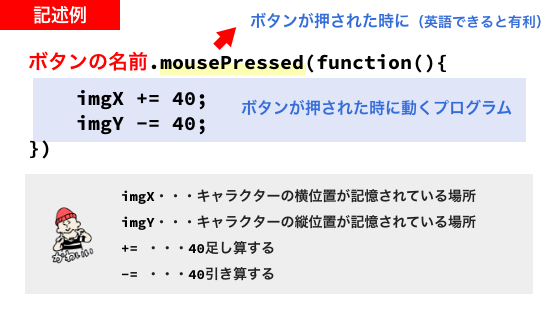 記述例
ボタンが押された時に（英語できると有利）
ボタンの名前.mousePressed(function(){
imgX += 40;
imgY -= 40;
ボタンが押された時に動くプログラム
})
imgX・・・キャラクターの横位置が記憶されている場所
imgY・・・キャラクターの縦位置が記憶されている場所
+= ・・・40足し算する
-= ・・・40引き算する
かわいい